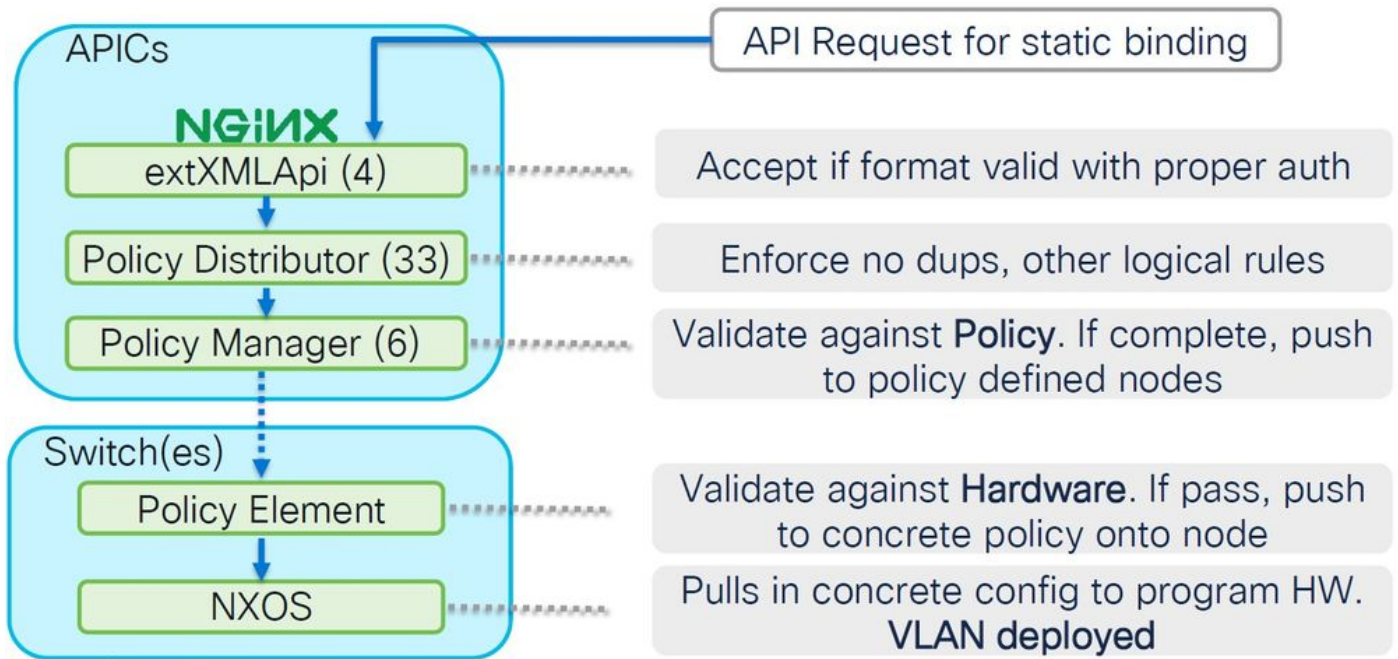 APICs
API Request for static binding
NGINX
extXMLApi (4)
Accept if format valid with proper auth
Policy Distributor (33)
Enforce no dups, other logical rules
Policy Manager (6)
Validate against Policy. If complete, push
to policy defined nodes
Switch(es)
Policy Element
Validate against Hardware. If pass, push
to concrete policy onto node
NXOS
Pulls in concrete config to program HW.
VLAN deployed